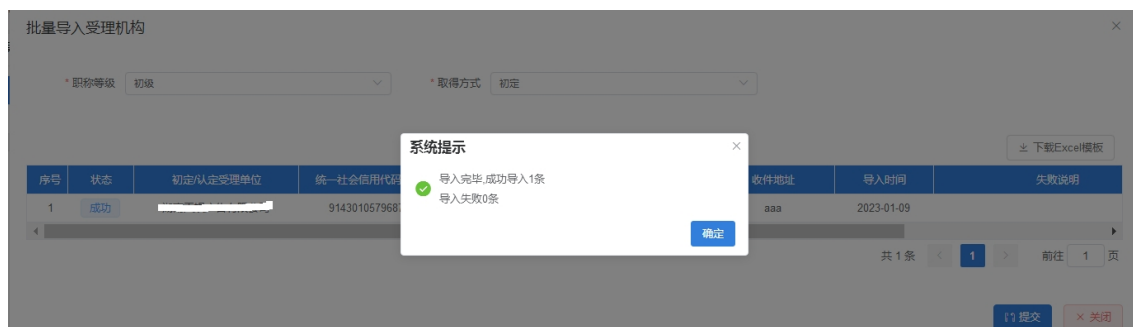 批量导入受理机构
* 职称等级 初级 * 取得方式 初定
下载Excel模板
序号 状态 初定/认定受理单位 统一社会信用代码 收件地址 导入时间 失败说明
1 成功 aaa 2023-01-09
系统提示
导入完毕,成功导入1条
导入失败0条
确定
共 1 条 1 前往 1 页
提交 关闭